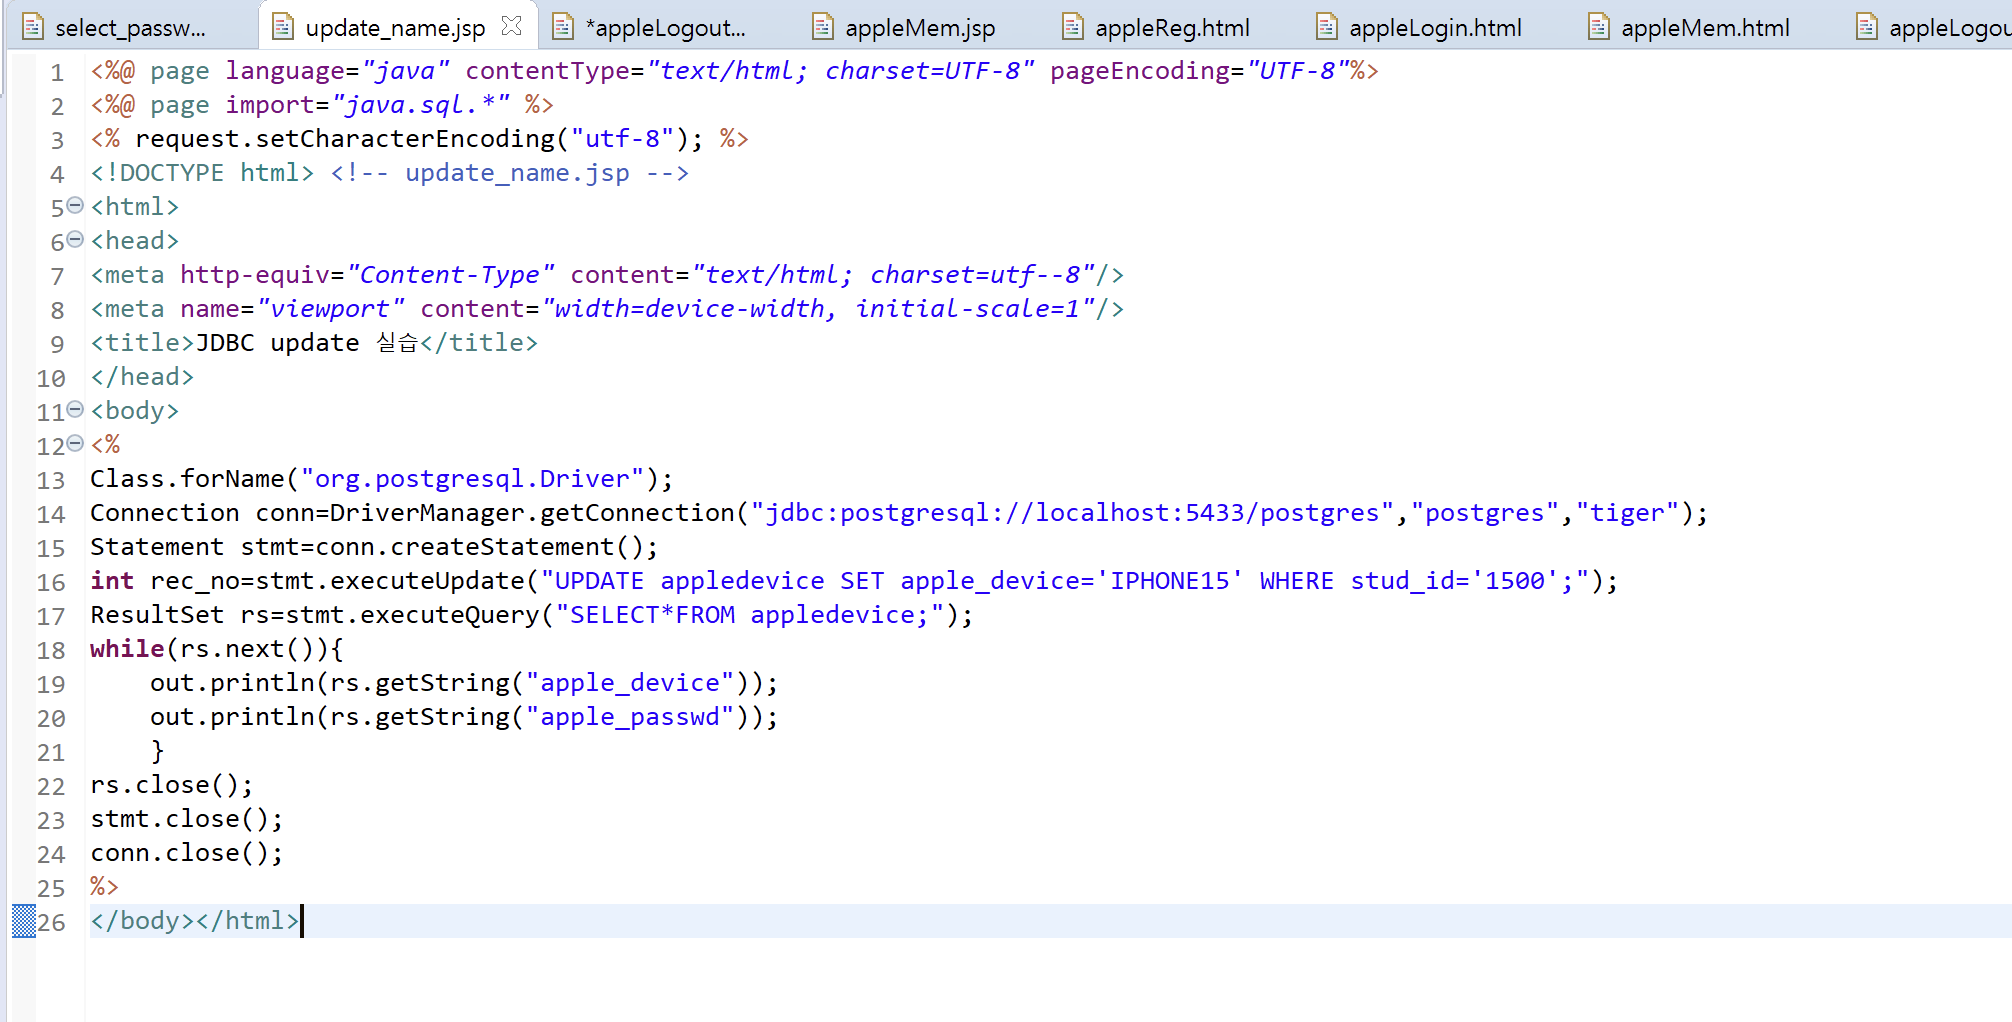 select_passw... update_name.jsp *appleLogout... appleMem.jsp appleReg.html appleLogin.html appleMem.html appleLogou
1 <%@ page language="java" contentType="text/html; charset=UTF-8" pageEncoding="UTF-8"%>
2 <%@ page import="java.sql.*" %>
3 <% request.setCharacterEncoding("utf-8"); %>
4 <!DOCTYPE html> <!-- update_name.jsp -->
5 <html>
6 <head>
7 <meta http-equiv="Content-Type" content="text/html; charset=utf--8"/>
8 <meta name="viewport" content="width=device-width, initial-scale=1"/>
9 <title>JDBC update 실습</title>
10 </head>
11 <body>
12 <%
13 Class.forName("org.postgresql.Driver");
14 Connection conn=DriverManager.getConnection("jdbc:postgresql://localhost:5433/postgres","postgres","tiger");
15 Statement stmt=conn.createStatement();
16 int rec_no=stmt.executeUpdate("UPDATE appledevice SET apple_device='IPHONE15' WHERE stud_id='1500';");
17 ResultSet rs=stmt.executeQuery("SELECT*FROM appledevice;");
18 while(rs.next()){
19     out.println(rs.getString("apple_device"));
20     out.println(rs.getString("apple_passwd"));
21     }
22 rs.close();
23 stmt.close();
24 conn.close();
25 %>
26 </body></html>